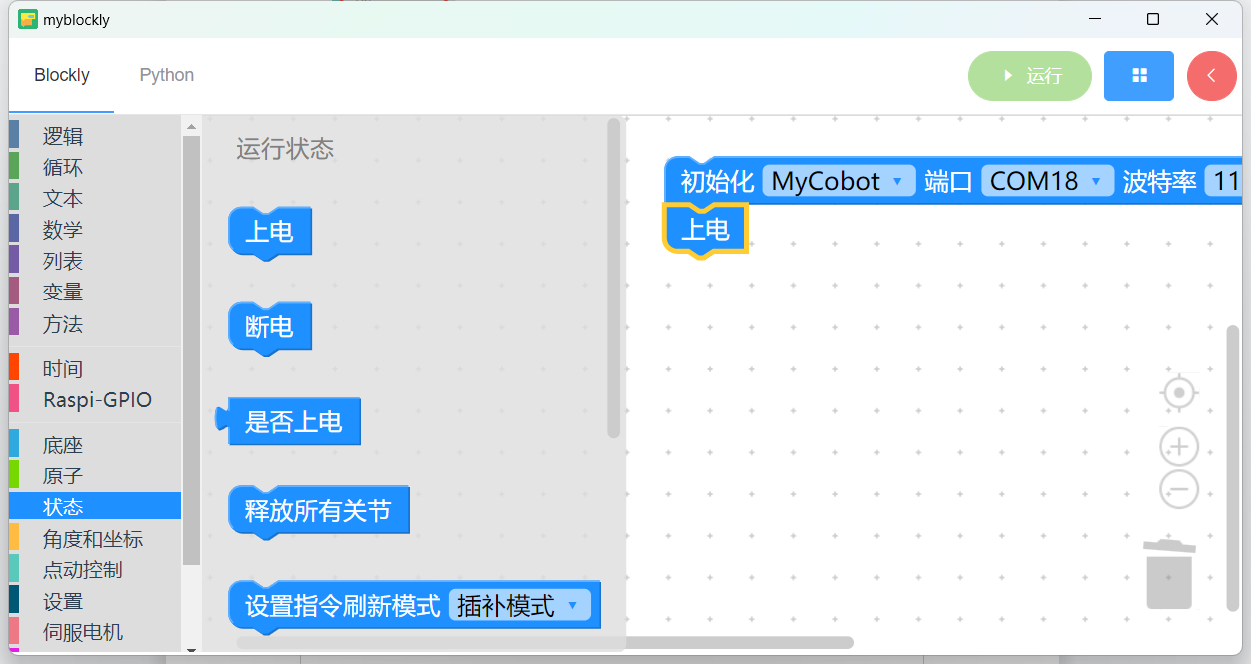 myblockly
Blockly Python 运行
逻辑
循环
文本
数学
列表
变量
方法
时间
Raspi-GPIO
底座
原子
状态
角度和坐标
点动控制
设置
伺服电机
运行状态
上电
断电
是否上电
释放所有关节
设置指令刷新模式 插补模式
初始化 MyCobot 端口 COM18 波特率 11
上电